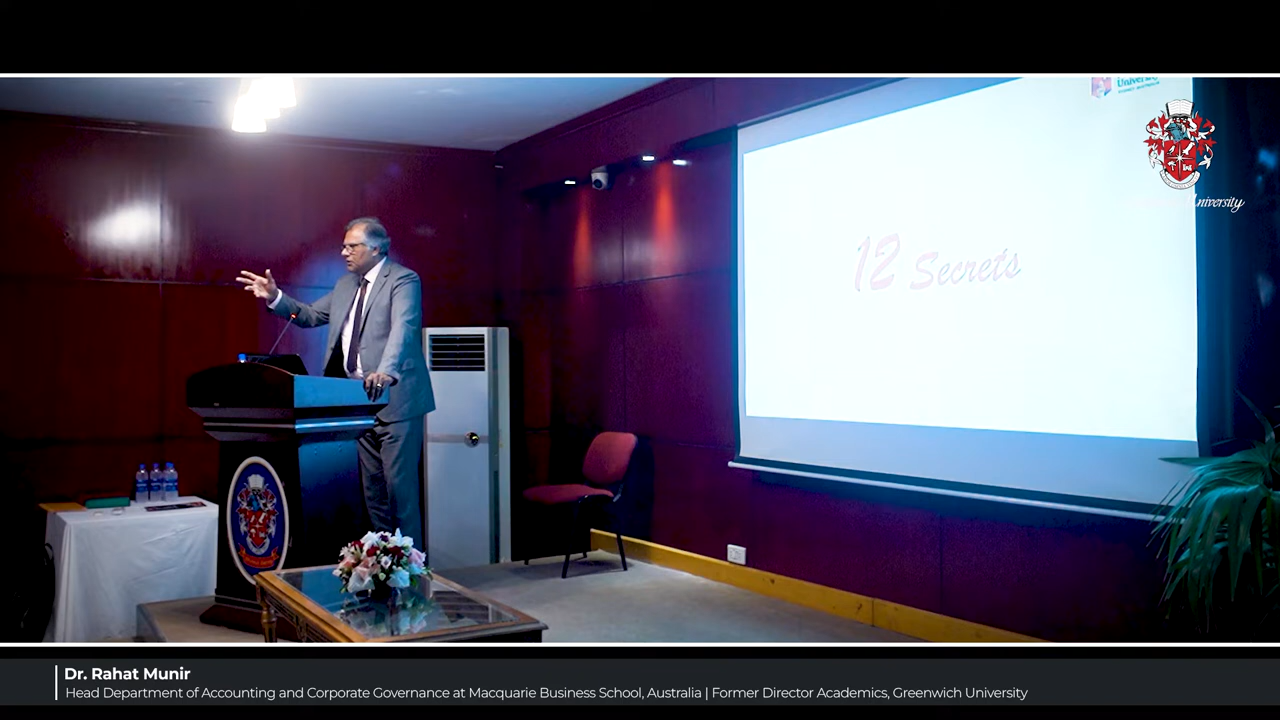 University
University
12 Secrets
Dr. Rahat Munir
Head Department of Accounting and Corporate Governance at Macquarie Business School, Australia | Former Director Academics, Greenwich University